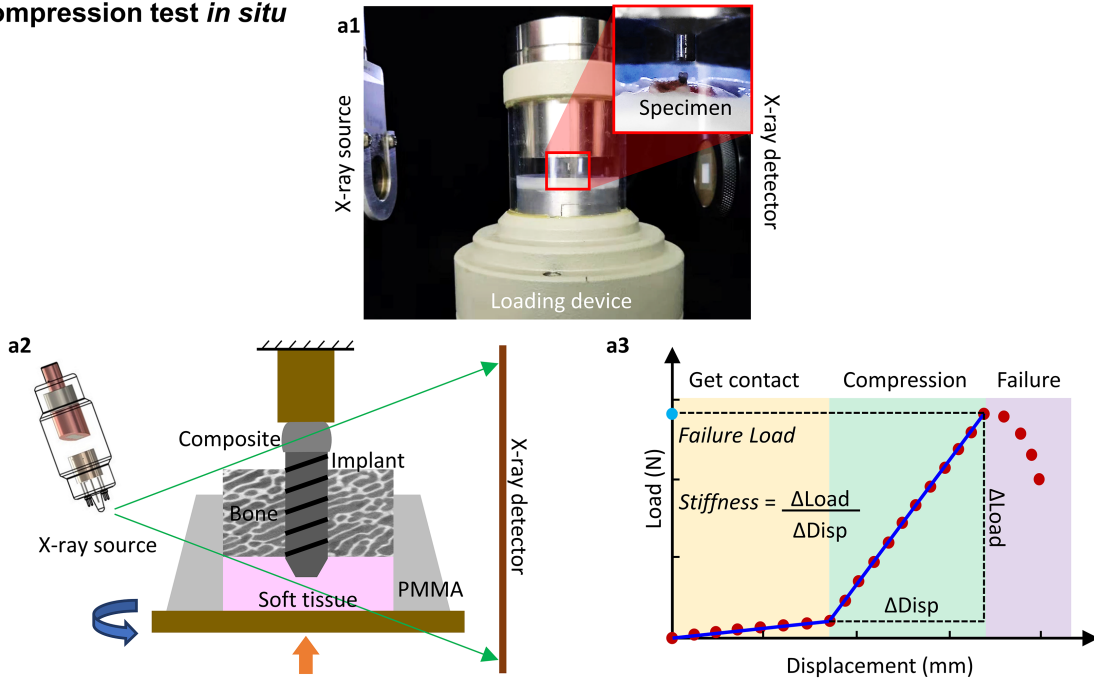 ompression test in situ
a1
X-ray source
Specimen
X-ray detector
Loading device
a2
Composite
Implant
Bone
X-ray source
X-ray detector
PMMA
Soft tissue
a3
Get contact
Compression
Failure
Failure Load
Stiffness = ΔLoad
ΔDisp
ΔLoad
ΔDisp
Load (N)
Displacement (mm)